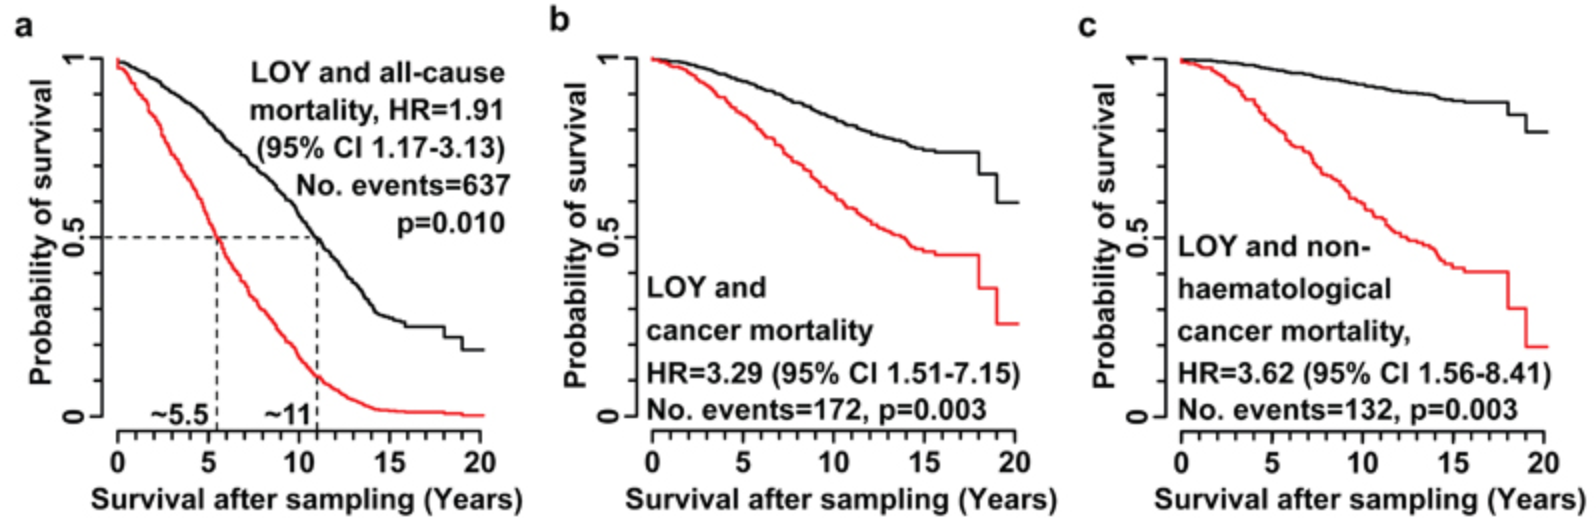 a
LOY and all-cause
mortality, HR=1.91
(95% CI 1.17-3.13)
No. events=637
p=0.010
Probability of survival
1
0.5
0
~5.5
~11
0 5 10 15 20
Survival after sampling (Years)
b
Probability of survival
1
0.5
0
LOY and
cancer mortality
HR=3.29 (95% CI 1.51-7.15)
No. events=172, p=0.003
0 5 10 15 20
Survival after sampling (Years)
c
Probability of survival
1
0.5
0
LOY and non-
haematological
cancer mortality,
HR=3.62 (95% CI 1.56-8.41)
No. events=132, p=0.003
0 5 10 15 20
Survival after sampling (Years)